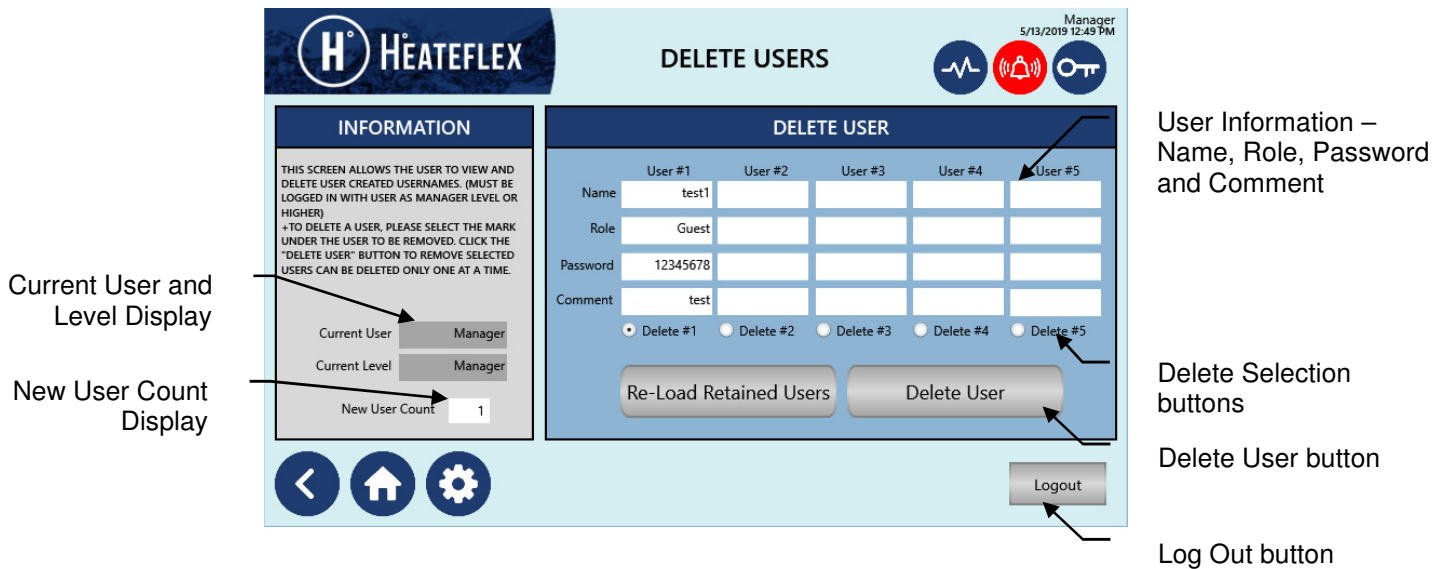 Manager
5/13/2019 12:49 PM
H° HEATEFLEX
DELETE USERS
INFORMATION
THIS SCREEN ALLOWS THE USER TO VIEW AND
DELETE USER CREATED USERNAMES. (MUST BE
LOGGED IN WITH USER AS MANAGER LEVEL OR
HIGHER)
+TO DELETE A USER, PLEASE SELECT THE MARK
UNDER THE USER TO BE REMOVED. CLICK THE
"DELETE USER" BUTTON TO REMOVE SELECTED
USERS CAN BE DELETED ONLY ONE AT A TIME.
Current User Manager
Current Level Manager
New User Count 1
DELETE USER
User #1 User #2 User #3 User #4 User #5
Name test1
Role Guest
Password 12345678
Comment test
Delete #1 Delete #2 Delete #3 Delete #4 Delete #5
Re-Load Retained Users Delete User
Logout
Current User and
Level Display
New User Count
Display
User Information –
Name, Role, Password
and Comment
Delete Selection
buttons
Delete User button
Log Out button